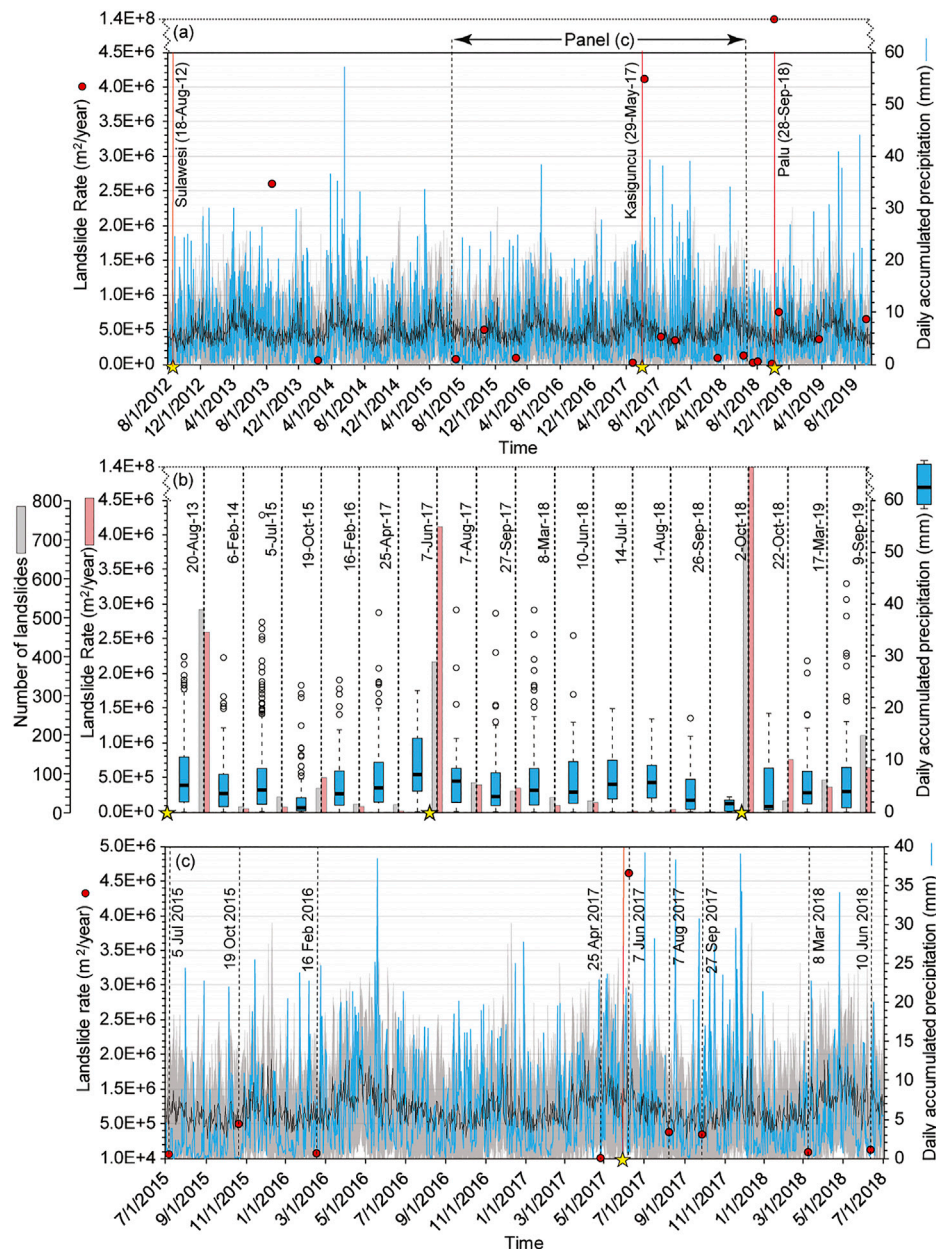 (a)
Panel (c)
1.4E+8
4.5E+6
4.0E+6
3.0E+6
2.5E+6
2.0E+6
1.5E+6
1.0E+6
5.0E+5
0.0E+0
Landslide Rate (m²/year)
Sulawesi (18-Aug-12)
Kasiguncu (29-May-17)
Palu (28-Sep-18)
60
50
40
30
20
10
0
Daily accumulated precipitation (mm)
8/1/2012
12/1/2012
4/1/2013
8/1/2013
12/1/2013
4/1/2014
8/1/2014
12/1/2014
4/1/2015
8/1/2015
12/1/2015
4/1/2016
8/1/2016
12/1/2016
4/1/2017
8/1/2017
12/1/2017
4/1/2018
8/1/2018
12/1/2018
4/1/2019
8/1/2019
Time
(b)
800
700
600
500
400
300
200
100
0
Number of landslides
1.4E+8
4.5E+6
4.0E+6
3.0E+6
2.5E+6
2.0E+6
1.5E+6
1.0E+6
5.0E+5
0.0E+0
Landslide Rate (m²/year)
20-Aug-13
6-Feb-14
5-Jul-15
19-Oct-15
16-Feb-16
25-Apr-17
7-Jun-17
7-Aug-17
27-Sep-17
8-Mar-18
10-Jun-18
14-Jul-18
1-Aug-18
26-Sep-18
2-Oct-18
22-Oct-18
17-Mar-19
9-Sep-19
60
50
40
30
20
10
0
Daily accumulated precipitation (mm)
(c)
5.0E+6
4.5E+6
4.0E+6
3.5E+6
3.0E+6
2.5E+6
2.0E+6
1.5E+6
1.0E+6
5.0E+5
1.0E+4
Landslide rate (m²/year)
5 Jul 2015
19 Oct 2015
16 Feb 2016
25 Apr 2017
7 Jun 2017
7 Aug 2017
27 Sep 2017
8 Mar 2018
10 Jun 2018
40
35
30
25
20
15
10
5
0
Daily accumulated precipitation (mm)
7/1/2015
9/1/2015
11/1/2015
1/1/2016
3/1/2016
5/1/2016
7/1/2016
9/1/2016
11/1/2016
1/1/2017
3/1/2017
5/1/2017
7/1/2017
9/1/2017
11/1/2017
1/1/2018
3/1/2018
5/1/2018
7/1/2018
Time